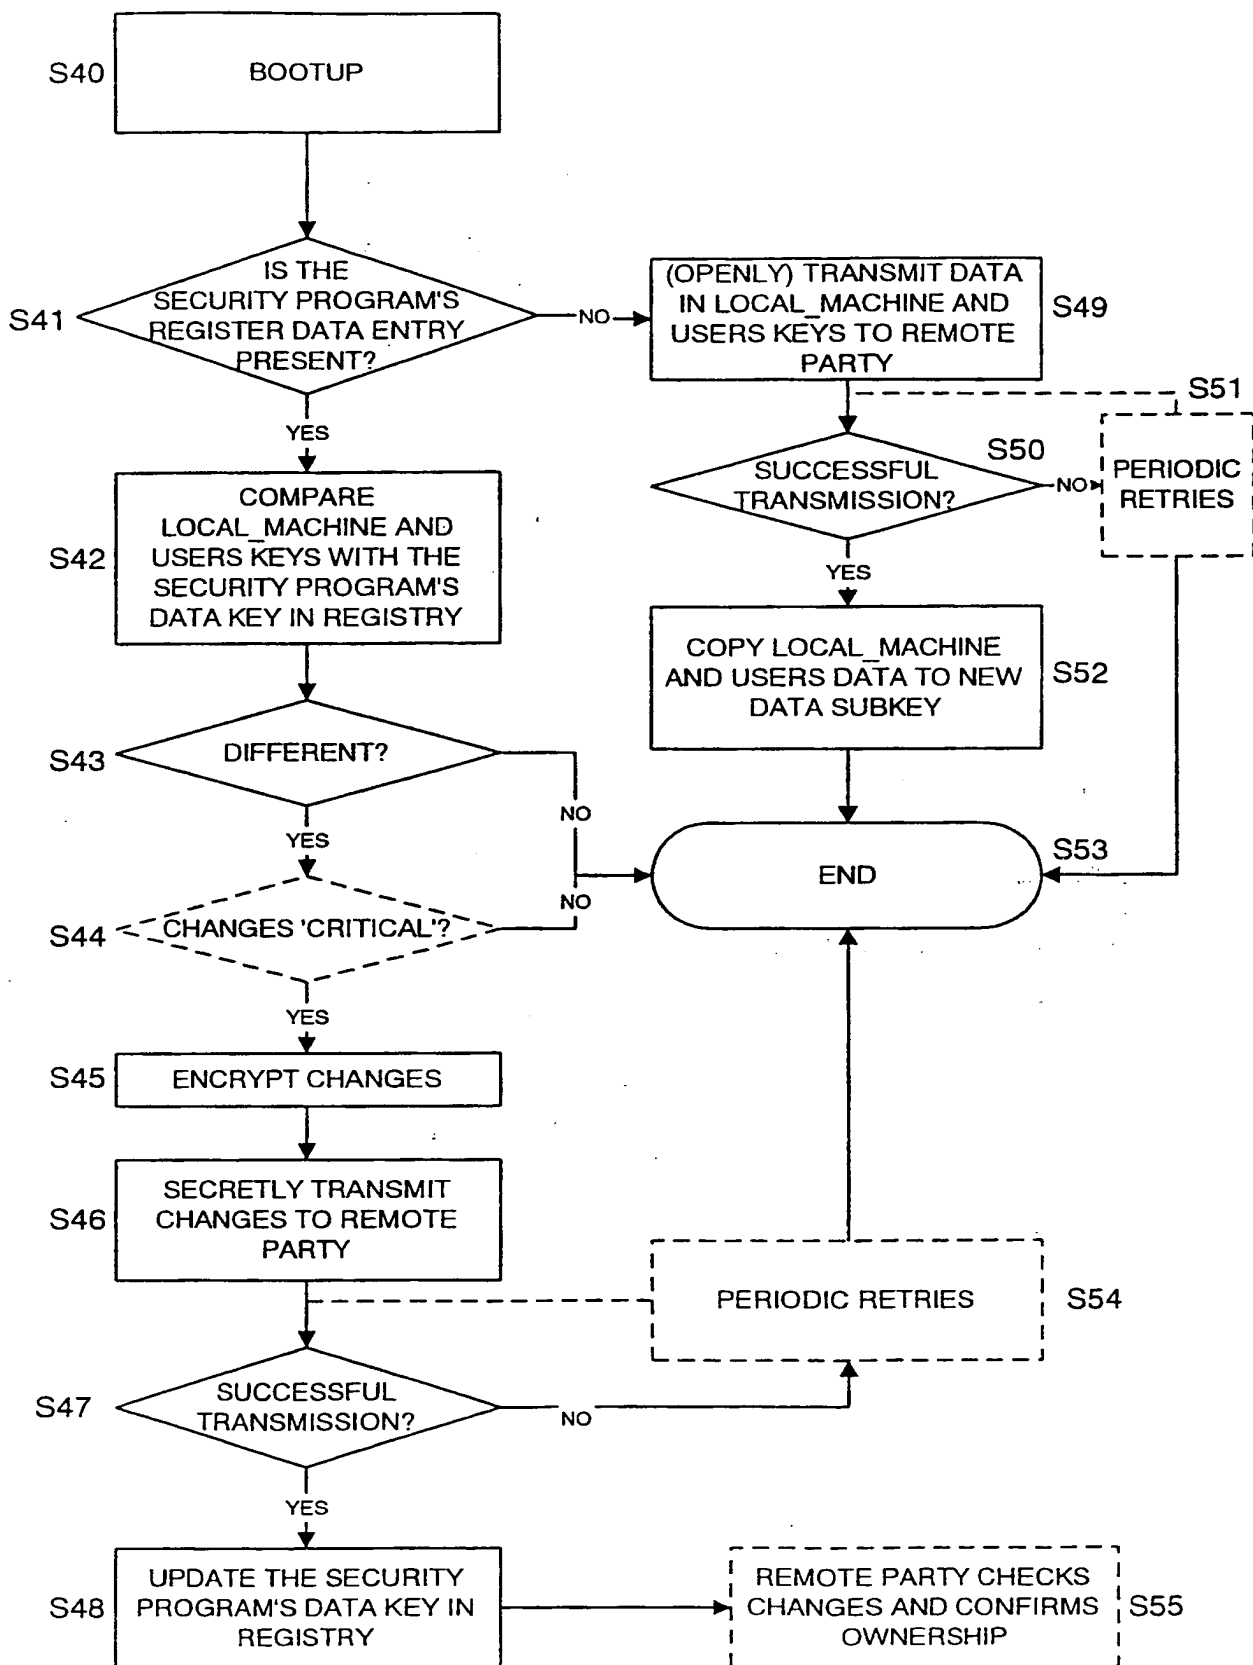 S40
BOOTUP
S41
IS THE
SECURITY PROGRAM'S
REGISTER DATA ENTRY
PRESENT?
NO
(OPENLY) TRANSMIT DATA
IN LOCAL_MACHINE AND
USERS KEYS TO REMOTE
PARTY
S49
YES
S51
S50
SUCCESSFUL
TRANSMISSION?
NO
PERIODIC
RETRIES
S42
COMPARE
LOCAL_MACHINE AND
USERS KEYS WITH THE
SECURITY PROGRAM'S
DATA KEY IN REGISTRY
YES
COPY LOCAL_MACHINE
AND USERS DATA TO NEW
DATA SUBKEY
S52
S43
DIFFERENT?
NO
YES
END
S53
S44
CHANGES 'CRITICAL'?
NO
YES
S45
ENCRYPT CHANGES
S46
SECRETLY TRANSMIT
CHANGES TO REMOTE
PARTY
PERIODIC RETRIES
S54
S47
SUCCESSFUL
TRANSMISSION?
NO
YES
S48
UPDATE THE SECURITY
PROGRAM'S DATA KEY IN
REGISTRY
REMOTE PARTY CHECKS
CHANGES AND CONFIRMS
OWNERSHIP
S55